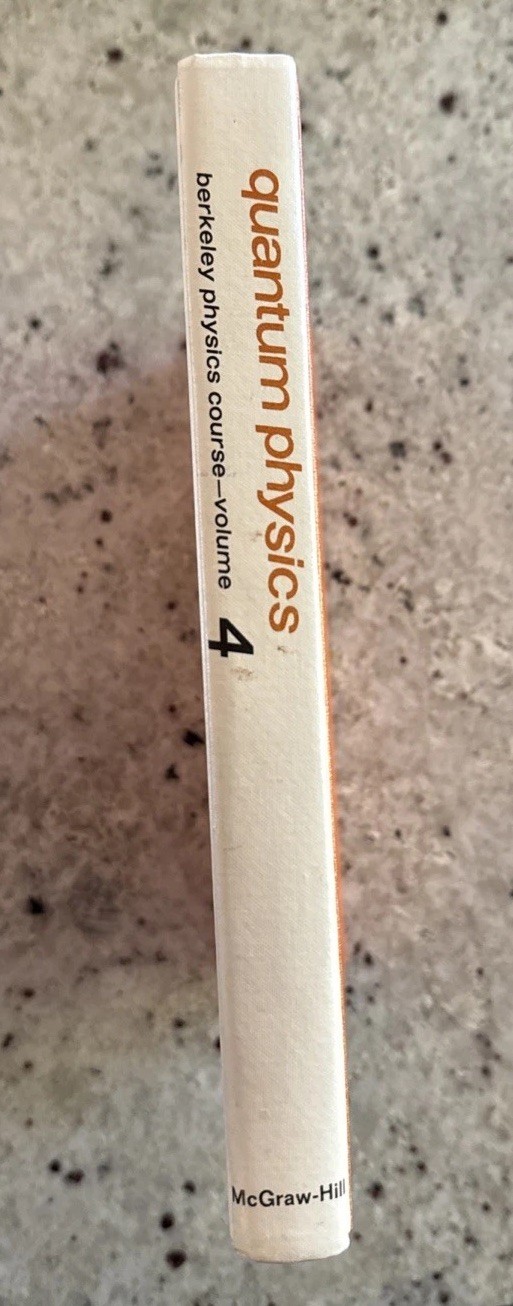 quantum physics
berkeley physics course—volume 4
McGraw-Hill